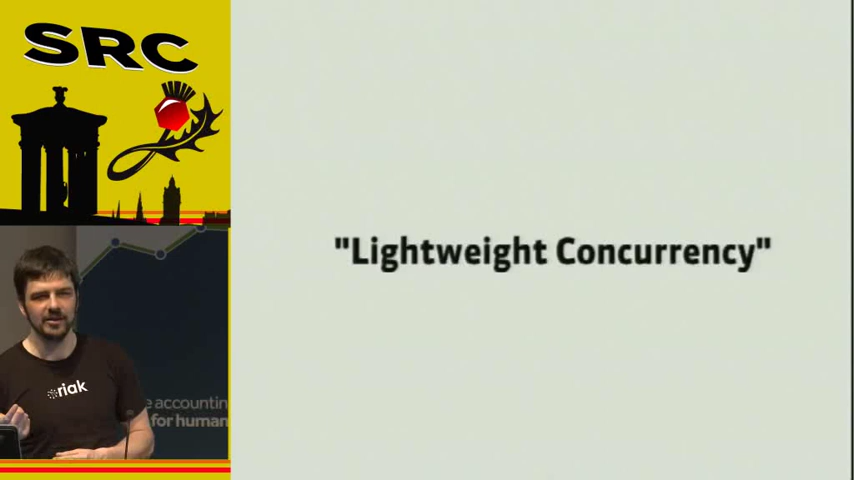 SRC
"Lightweight Concurrency"
riak
e accountin
for human